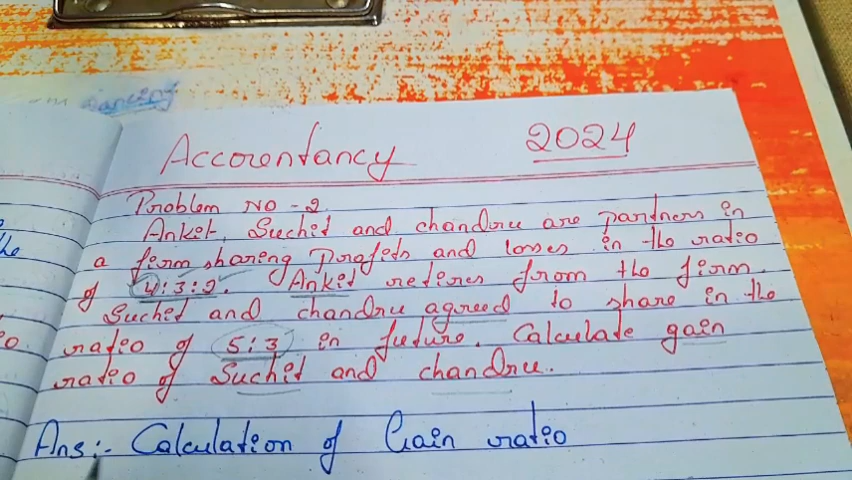 Accountancy 2024
Problem NO - 2
Ankit, Suchit and chandru are partners in
a firm sharing Profits and losses in the ratio
of 4:3:2. Ankit retires from the firm.
Suchit and chandru agreed to share in the
ratio of 5:3 in future. Calculate gain
ratio of Suchit and chandru.
Ans:- Calculation of Gain ratio